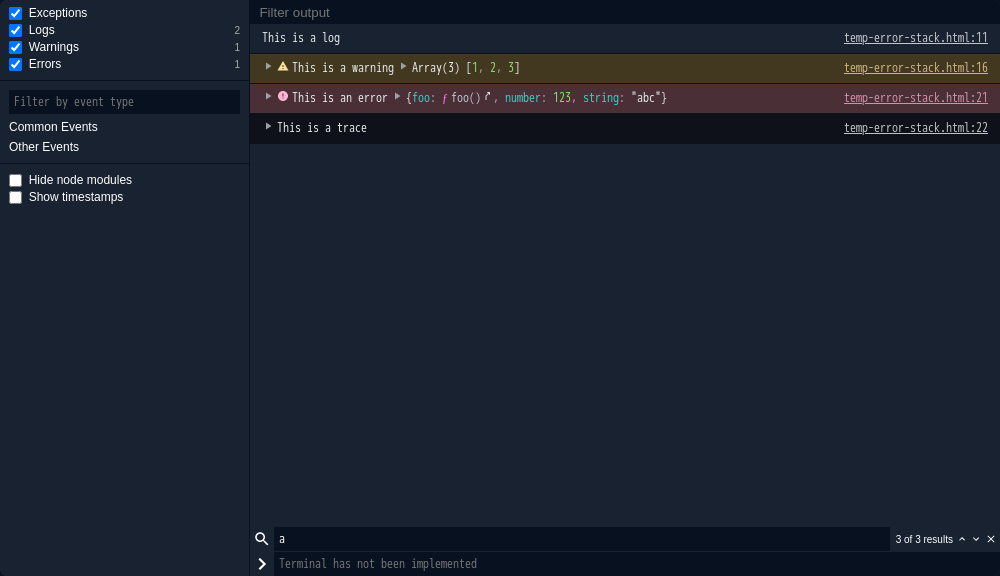 Exceptions
Logs 2
Warnings 1
Errors 1
Filter by event type
Common Events
Other Events
Hide node modules
Show timestamps
Filter output
This is a log temp-error-stack.html:11
This is a warning Array(3) [1, 2, 3] temp-error-stack.html:16
This is an error {foo: ƒ foo(), number: 123, string: "abc"} temp-error-stack.html:21
This is a trace temp-error-stack.html:22
a 3 of 3 results
Terminal has not been implemented